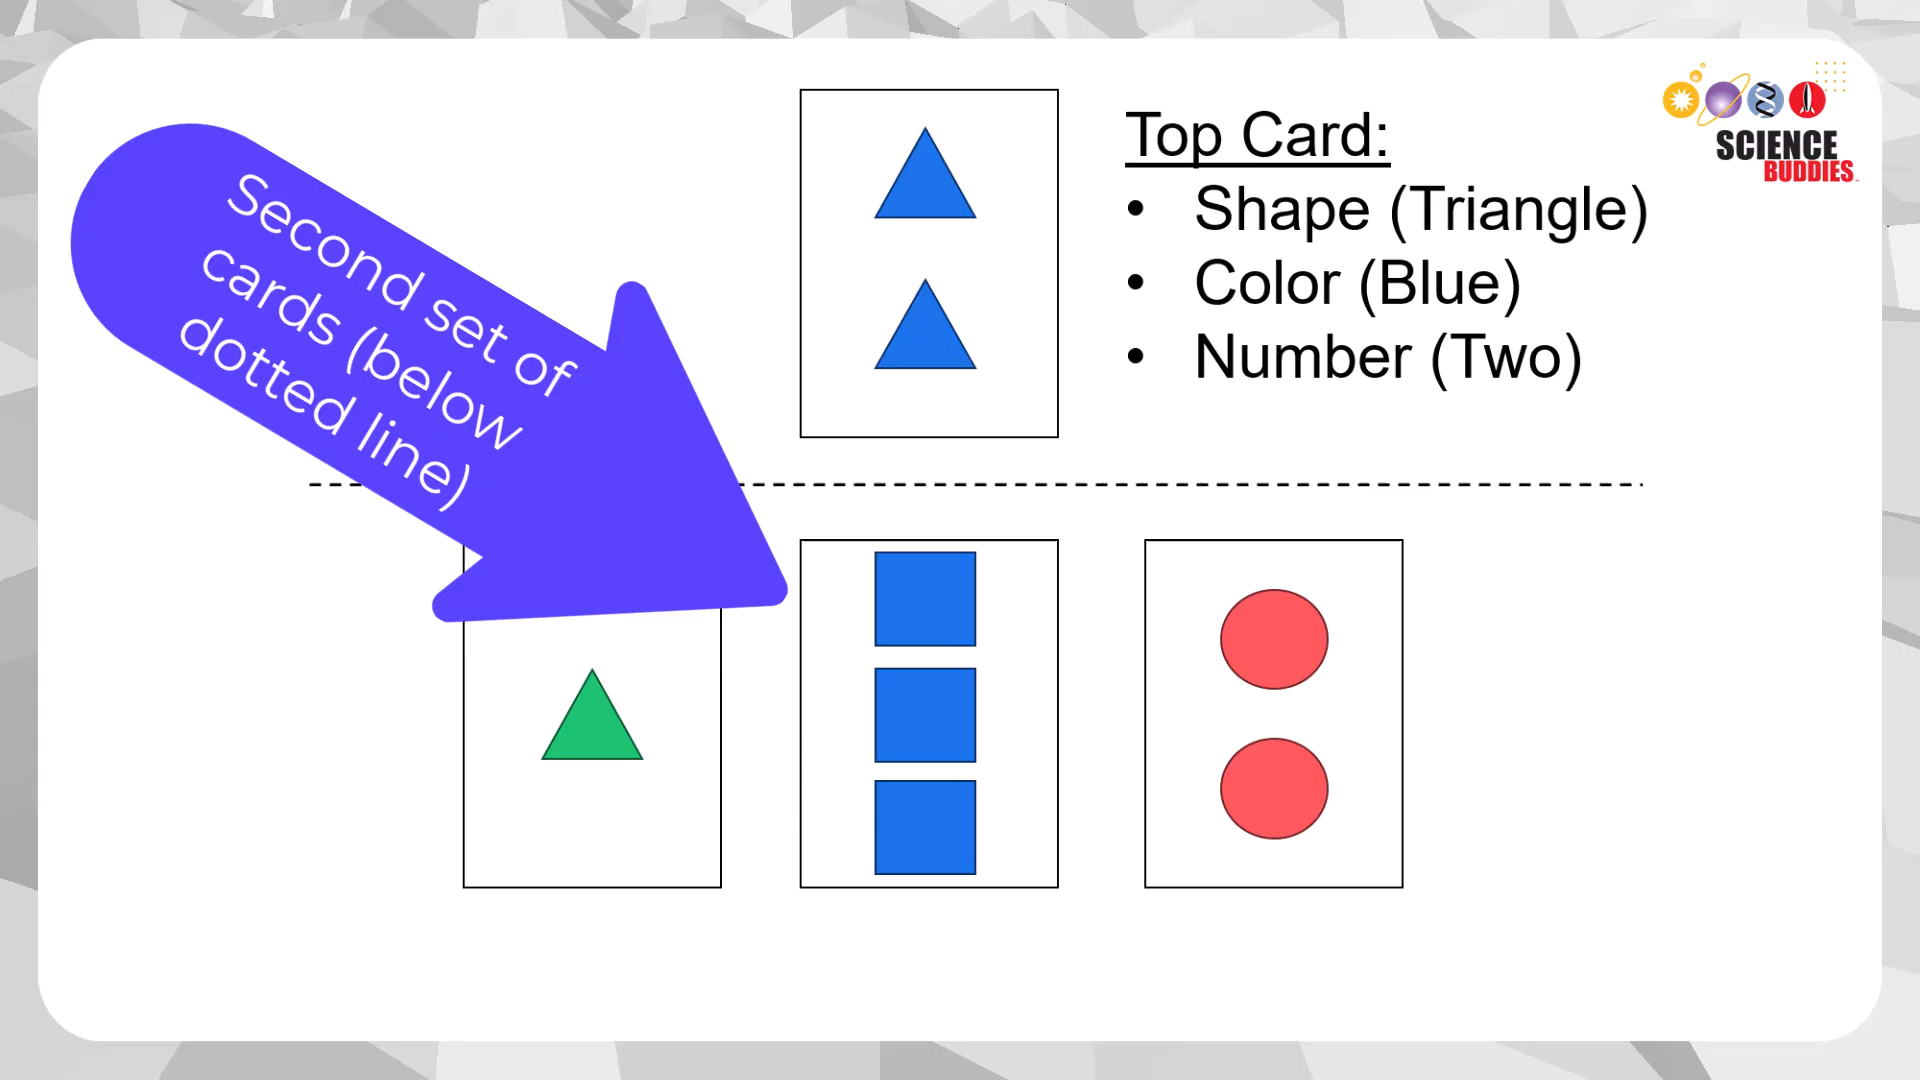 Second set of
cards (below
dotted line)
Top Card:
• Shape (Triangle)
• Color (Blue)
• Number (Two)
SCIENCE
BUDDIES